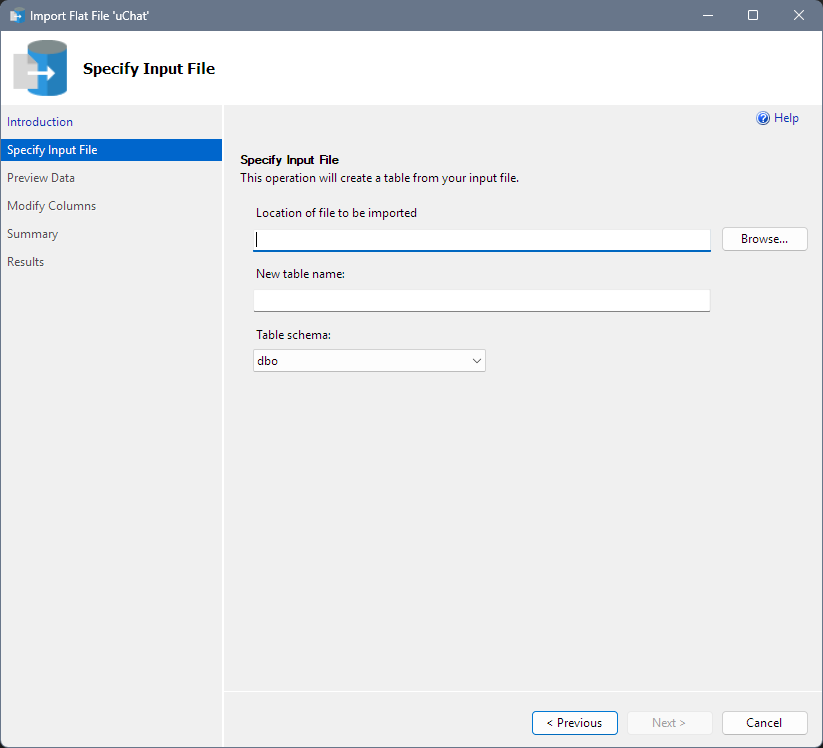 Import Flat File 'uChat'
Specify Input File
Introduction
Specify Input File
Preview Data
Modify Columns
Summary
Results
Help
Specify Input File
This operation will create a table from your input file.
Location of file to be imported
Browse...
New table name:
Table schema:
dbo
< Previous
Next >
Cancel